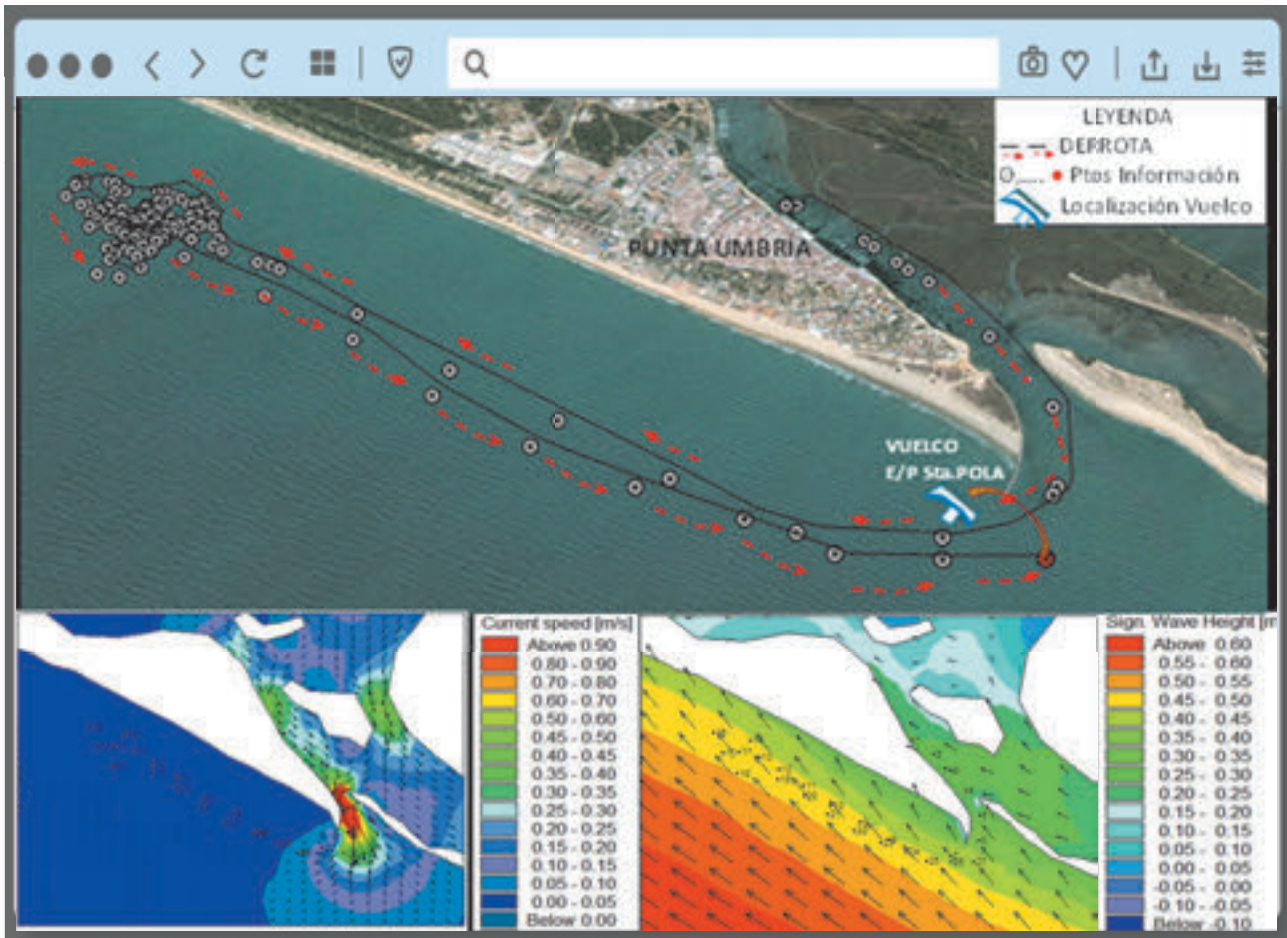 LEYENDA
DERROTA
Ptos Información
Localización Vuelco
PUNTA UMBRIA
VUELCO
E/P Sta.POLA
Current speed [m/s]
Above 0.90
0.80 - 0.90
0.70 - 0.80
0.60 - 0.70
0.50 - 0.60
0.45 - 0.50
0.40 - 0.45
0.35 - 0.40
0.30 - 0.35
0.25 - 0.30
0.20 - 0.25
0.15 - 0.20
0.10 - 0.15
0.05 - 0.10
0.00 - 0.05
Below 0.00
Sign. Wave Height [m
Above 0.60
0.55 - 0.60
0.50 - 0.55
0.45 - 0.50
0.40 - 0.45
0.35 - 0.40
0.30 - 0.35
0.25 - 0.30
0.20 - 0.25
0.15 - 0.20
0.10 - 0.15
0.05 - 0.10
0.00 - 0.05
-0.05 - 0.00
-0.10 - -0.05
Below -0.10